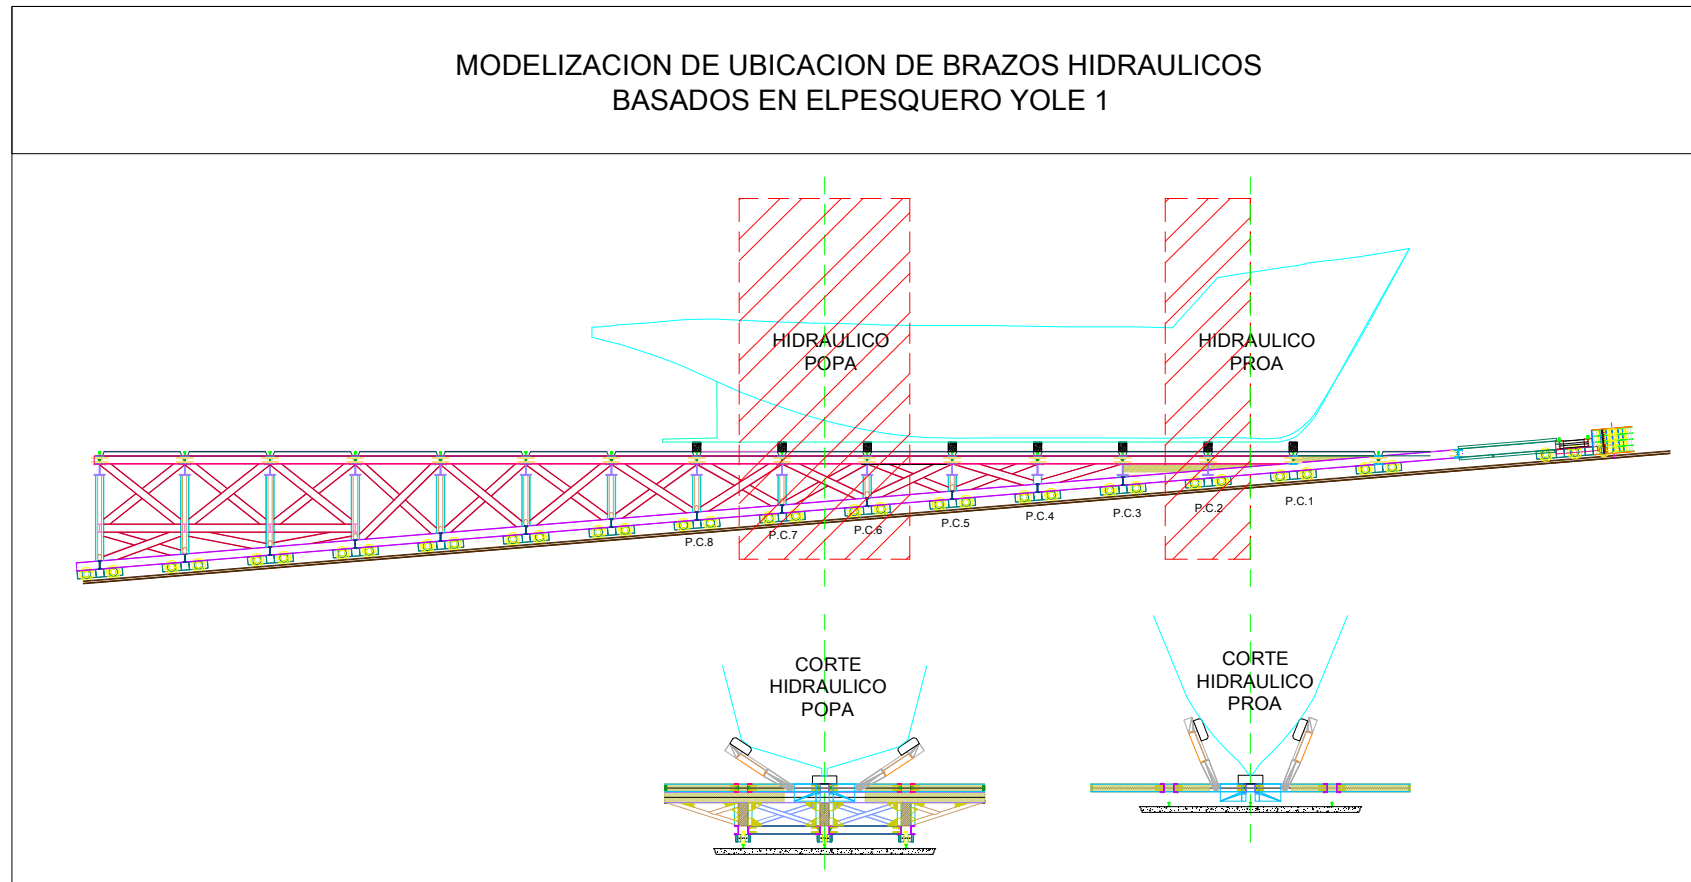 MODELIZACION DE UBICACION DE BRAZOS HIDRAULICOS
BASADOS EN ELPESQUERO YOLE 1
HIDRAULICO
POPA
HIDRAULICO
PROA
P.C.8
P.C.7
P.C.6
P.C.5
P.C.4
P.C.3
P.C.2
P.C.1
CORTE
HIDRAULICO
POPA
CORTE
HIDRAULICO
PROA